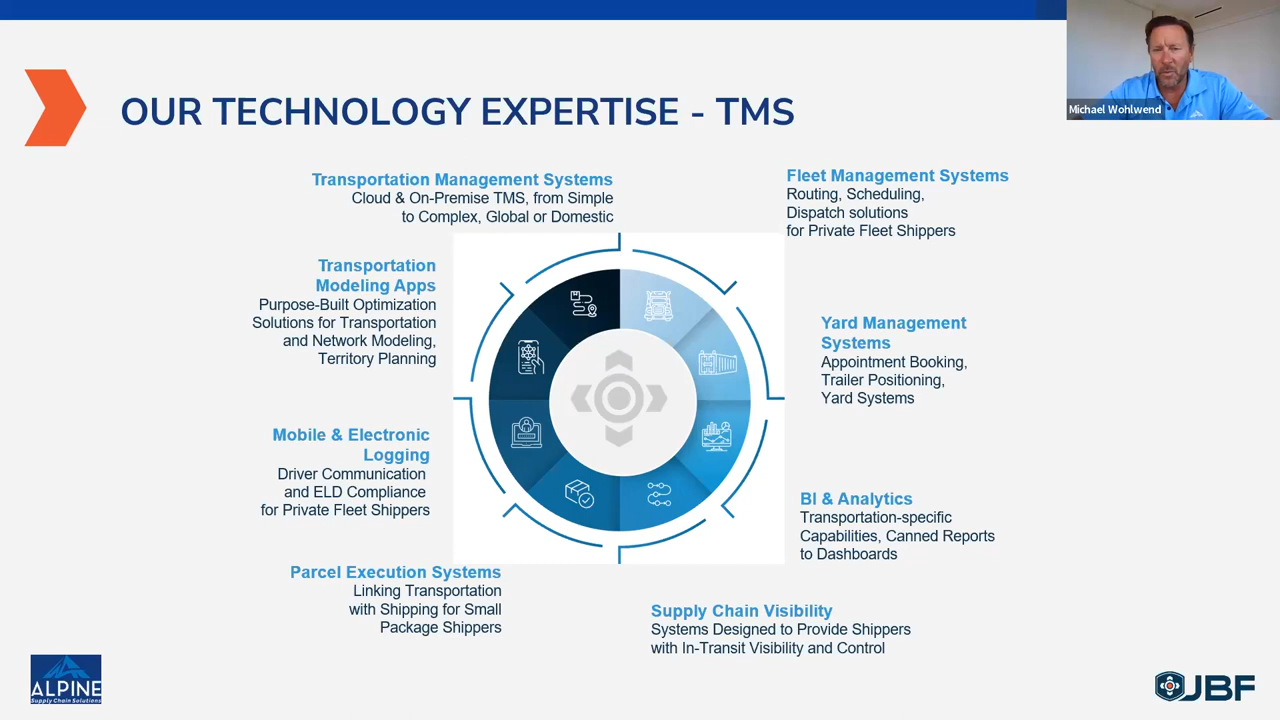 Michael Wohlwend
OUR TECHNOLOGY EXPERTISE - TMS
Transportation Management Systems
Cloud & On-Premise TMS, from Simple
to Complex, Global or Domestic
Fleet Management Systems
Routing, Scheduling,
Dispatch solutions
for Private Fleet Shippers
Transportation
Modeling Apps
Purpose-Built Optimization
Solutions for Transportation
and Network Modeling,
Territory Planning
Yard Management
Systems
Appointment Booking,
Trailer Positioning,
Yard Systems
Mobile & Electronic
Logging
Driver Communication
and ELD Compliance
for Private Fleet Shippers
BI & Analytics
Transportation-specific
Capabilities, Canned Reports
to Dashboards
Parcel Execution Systems
Linking Transportation
with Shipping for Small
Package Shippers
Supply Chain Visibility
Systems Designed to Provide Shippers
with In-Transit Visibility and Control
ALPINE
Supply Chain Solutions
JBF